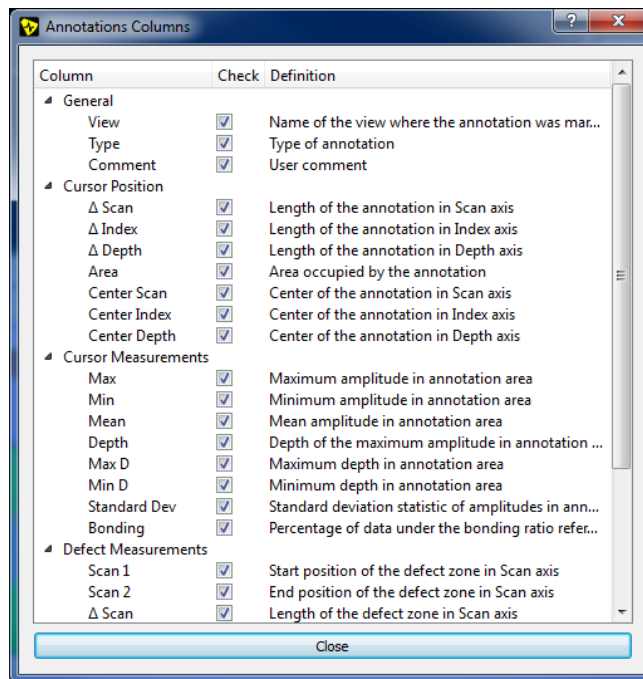 Annotations Columns
?
Column Check Definition
General
View Name of the view where the annotation was mar...
Type Type of annotation
Comment User comment
Cursor Position
Δ Scan Length of the annotation in Scan axis
Δ Index Length of the annotation in Index axis
Δ Depth Length of the annotation in Depth axis
Area Area occupied by the annotation
Center Scan Center of the annotation in Scan axis
Center Index Center of the annotation in Index axis
Center Depth Center of the annotation in Depth axis
Cursor Measurements
Max Maximum amplitude in annotation area
Min Minimum amplitude in annotation area
Mean Mean amplitude in annotation area
Depth Depth of the maximum amplitude in annotation ...
Max D Maximum depth in annotation area
Min D Minimum depth in annotation area
Standard Dev Standard deviation statistic of amplitudes in ann...
Bonding Percentage of data under the bonding ratio refer...
Defect Measurements
Scan 1 Start position of the defect zone in Scan axis
Scan 2 End position of the defect zone in Scan axis
Δ Scan Length of the defect zone in Scan axis
Close